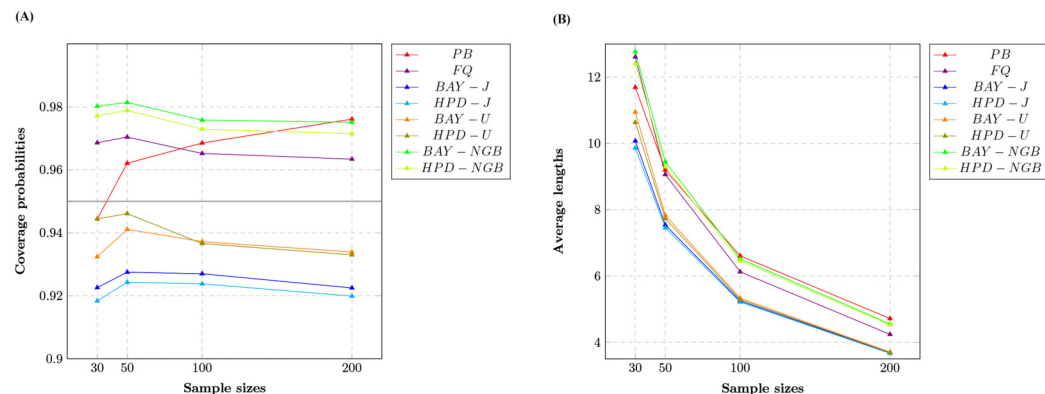 (A)
0.98
0.96
0.94
0.92
0.9
30
50
100
200
Coverage probabilities
Sample sizes
PB
FQ
BAY − J
HPD − J
BAY − U
HPD − U
BAY − NGB
HPD − NGB
(B)
12
10
8
6
4
30
50
100
200
Average lengths
Sample sizes
PB
FQ
BAY − J
HPD − J
BAY − U
HPD − U
BAY − NGB
HPD − NGB